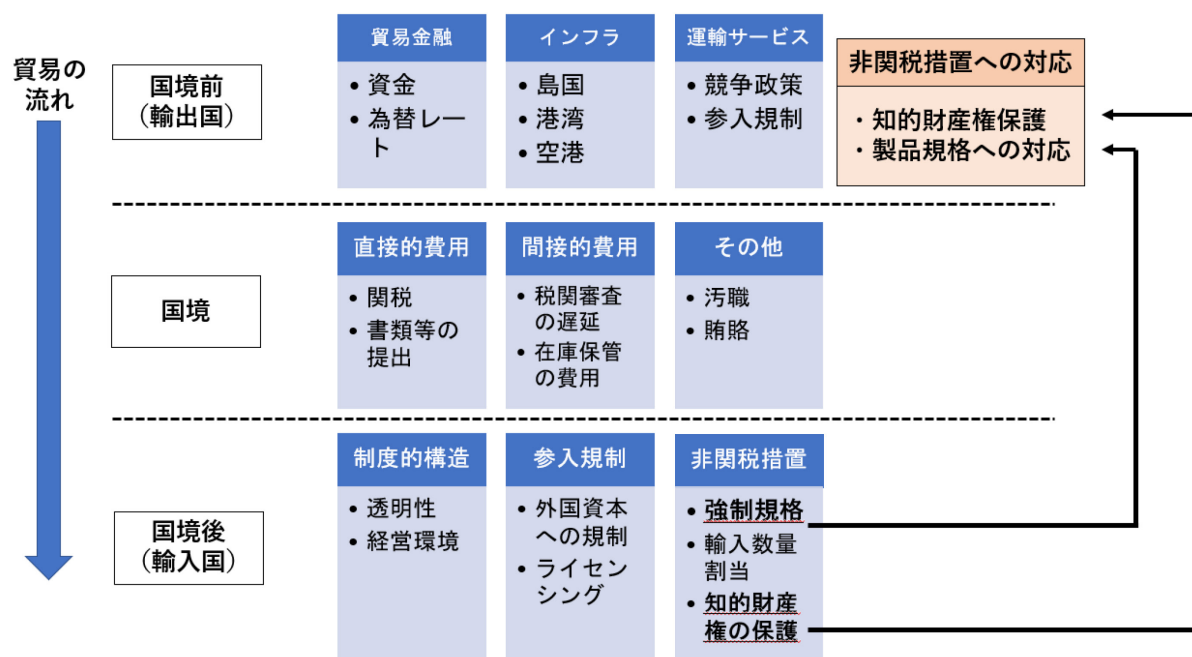 貿易の
流れ
国境前
（輸出国）
貿易金融
• 資金
• 為替レー
ト
インフラ
• 島国
• 港湾
• 空港
運輸サービス
• 競争政策
• 参入規制
非関税措置への対応
・知的財産権保護
・製品規格への対応
国境
直接的費用
• 関税
• 書類等の
提出
間接的費用
• 税関審査
の遅延
• 在庫保管
の費用
その他
• 汚職
• 賄賂
国境後
（輸入国）
制度的構造
• 透明性
• 経営環境
参入規制
• 外国資本
への規制
• ライセン
シング
非関税措置
• 強制規格
• 輸入数量
割当
• 知的財産
権の保護